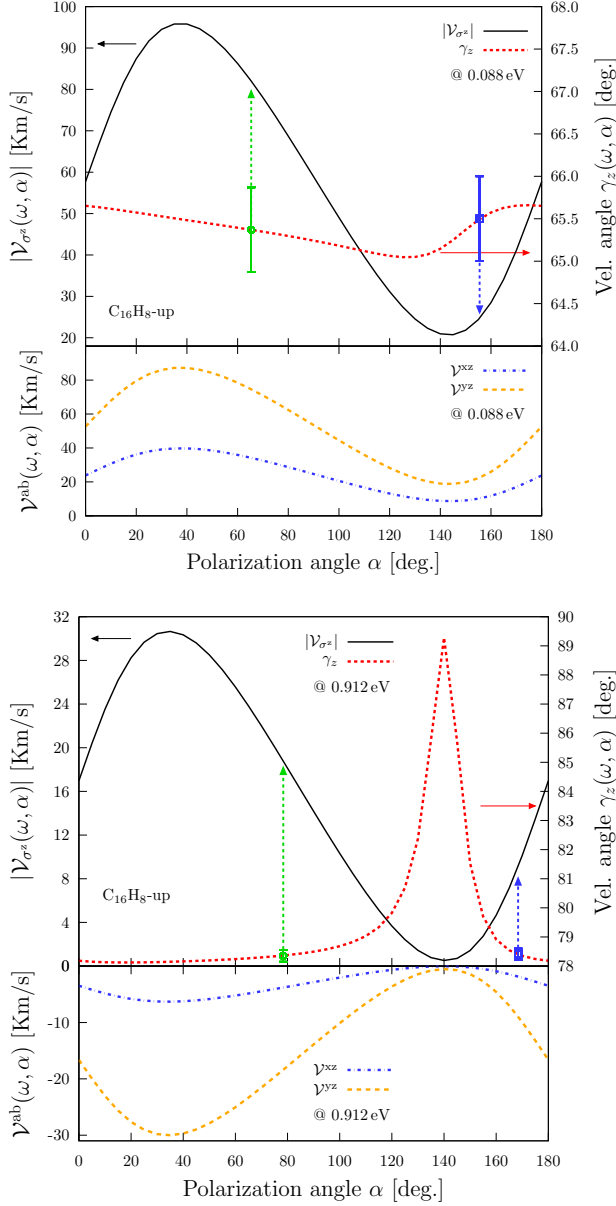 100
90
80
70
60
50
40
30
20
|𝒱σᶻ(ω, α)| [Km/s]
|𝒱σᶻ|
γz
@ 0.088 eV
C₁₆H₈-up
68.0
67.5
67.0
66.5
66.0
65.5
65.0
64.5
64.0
Vel. angle γz(ω, α) [deg.]
80
60
40
20
0
𝒱ᵃᵇ(ω, α) [Km/s]
𝒱ˣᶻ
𝒱ʸᶻ
@ 0.088 eV
0 20 40 60 80 100 120 140 160 180
Polarization angle α [deg.]
32
28
24
20
16
12
8
4
0
|𝒱σᶻ(ω, α)| [Km/s]
|𝒱σᶻ|
γz
@ 0.912 eV
C₁₆H₈-up
90
89
88
87
86
85
84
83
82
81
80
79
78
Vel. angle γz(ω, α) [deg.]
-10
-20
-30
𝒱ᵃᵇ(ω, α) [Km/s]
𝒱ˣᶻ
𝒱ʸᶻ
@ 0.912 eV
0 20 40 60 80 100 120 140 160 180
Polarization angle α [deg.]